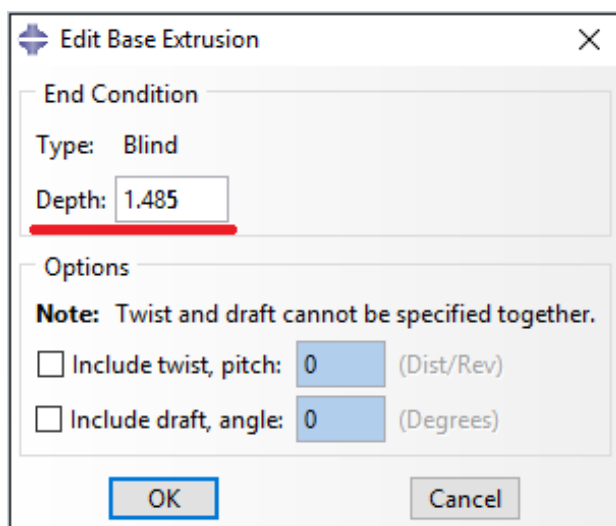 Edit Base Extrusion
End Condition
Type: Blind
Depth: 1.485
Options
Note: Twist and draft cannot be specified together.
Include twist, pitch: 0 (Dist/Rev)
Include draft, angle: 0 (Degrees)
OK Cancel